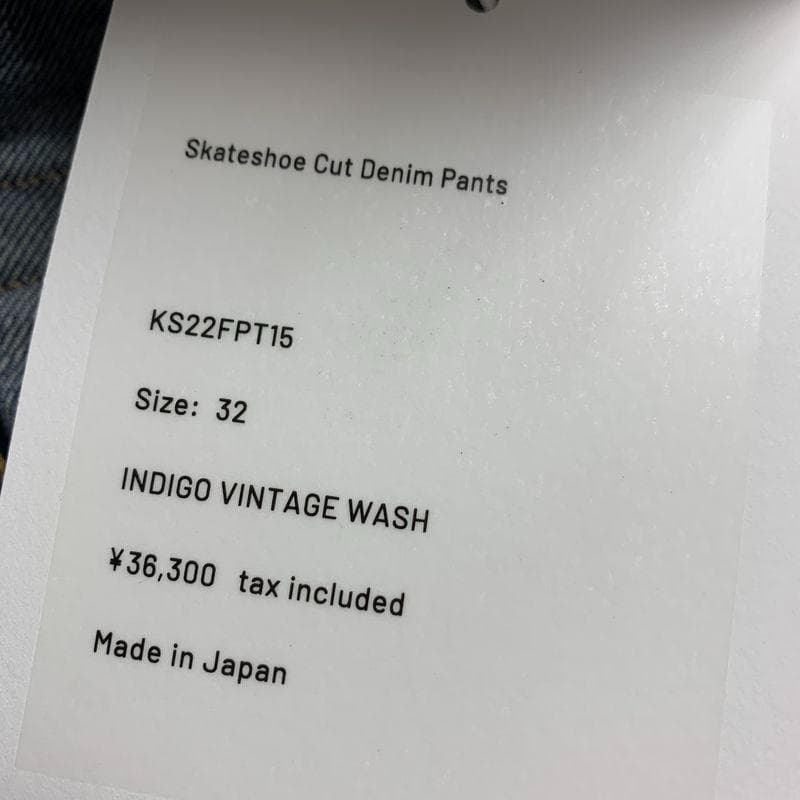 Skateshoe Cut Denim Pants
KS22FPT15
Size: 32
INDIGO VINTAGE WASH
¥36,300 tax included
Made in Japan